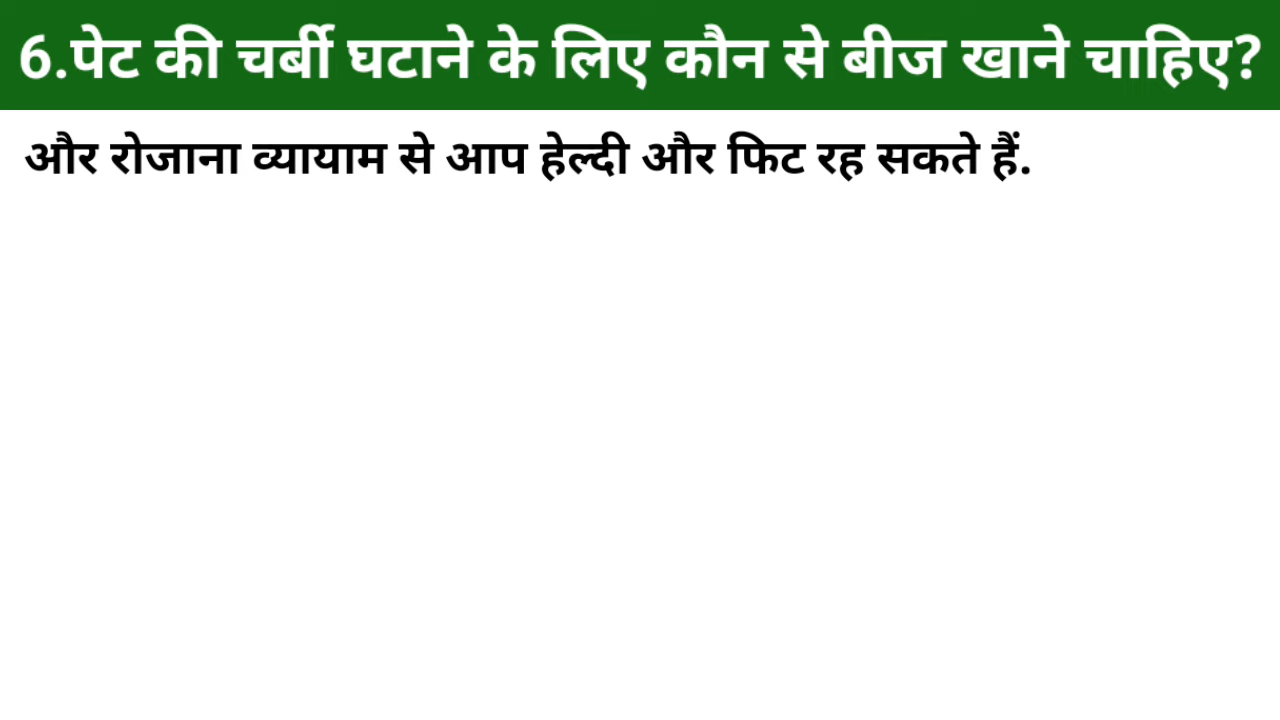 6.पेट की चर्बी घटाने के लिए कौन से बीज खाने चाहिए?
और रोजाना व्यायाम से आप हेल्दी और फिट रह सकते हैं.